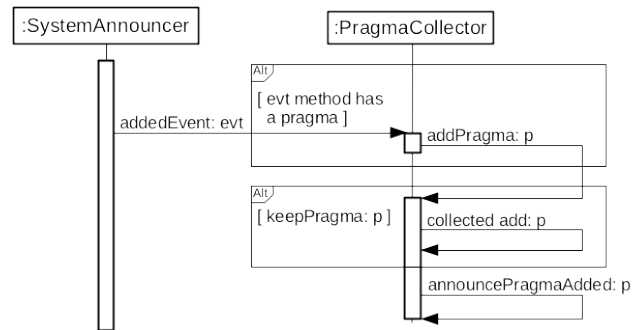 :SystemAnnouncer
:PragmaCollector
Alt
[ evt method has
a pragma ]
addedEvent: evt
addPragma: p
Alt
[ keepPragma: p ]
collected add: p
announcePragmaAdded: p